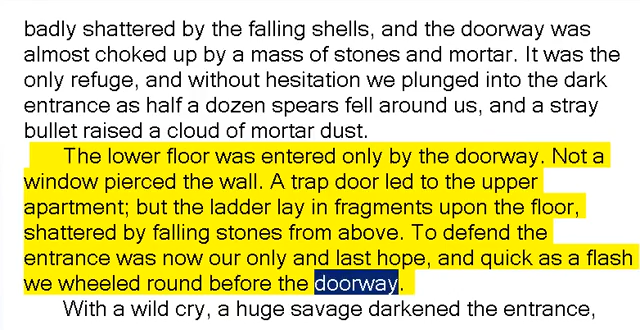 badly shattered by the falling shells, and the doorway was
almost choked up by a mass of stones and mortar. It was the
only refuge, and without hesitation we plunged into the dark
entrance as half a dozen spears fell around us, and a stray
bullet raised a cloud of mortar dust.
The lower floor was entered only by the doorway. Not a
window pierced the wall. A trap door led to the upper
apartment; but the ladder lay in fragments upon the floor,
shattered by falling stones from above. To defend the
entrance was now our only and last hope, and quick as a flash
we wheeled round before the doorway.
With a wild cry, a huge savage darkened the entrance,